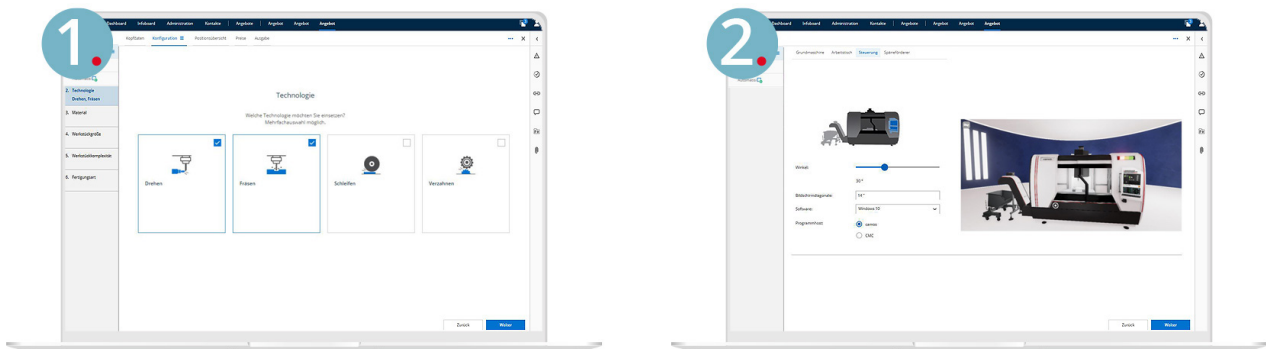 1.
Dashboard Infoboard Administration Kontakte Angebote Angebot Angebot Angebot
Kopfdaten Konfiguration Positionsübersicht Preise Ausgabe
2. Technologie
Drehen, Fräsen
3. Material
4. Werkstückgröße
5. Werkstückkomplexität
6. Fertigungsart
Technologie
Welche Technologie möchten Sie einsetzen?
Mehrfachauswahl möglich.
Drehen
Fräsen
Schleifen
Verzahnen
Zurück
Weiter
2.
Dashboard Infoboard Administration Kontakte Angebote Angebot Angebot Angebot
Grundmaschine Arbeitstisch Steuerung Späneförderer
Winkel:
30 °
Bildschirmdiagonale:
14"
Software:
Windows 10
Programmhost:
CNC
Zurück
Weiter